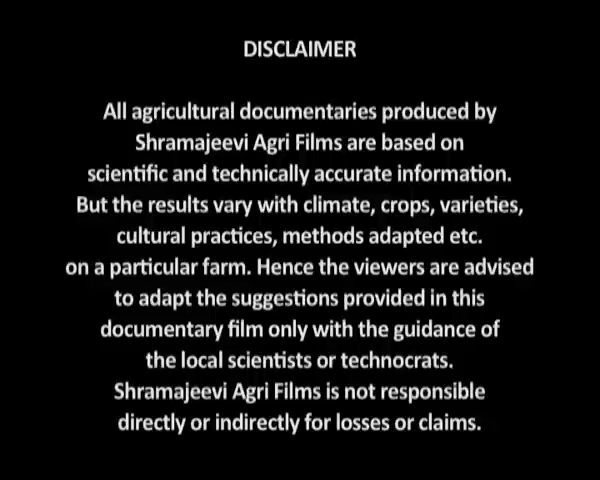 DISCLAIMER
All agricultural documentaries produced by
Shramajeevi Agri Films are based on
scientific and technically accurate information.
But the results vary with climate, crops, varieties,
cultural practices, methods adapted etc.
on a particular farm. Hence the viewers are advised
to adapt the suggestions provided in this
documentary film only with the guidance of
the local scientists or technocrats.
Shramajeevi Agri Films is not responsible
directly or indirectly for losses or claims.